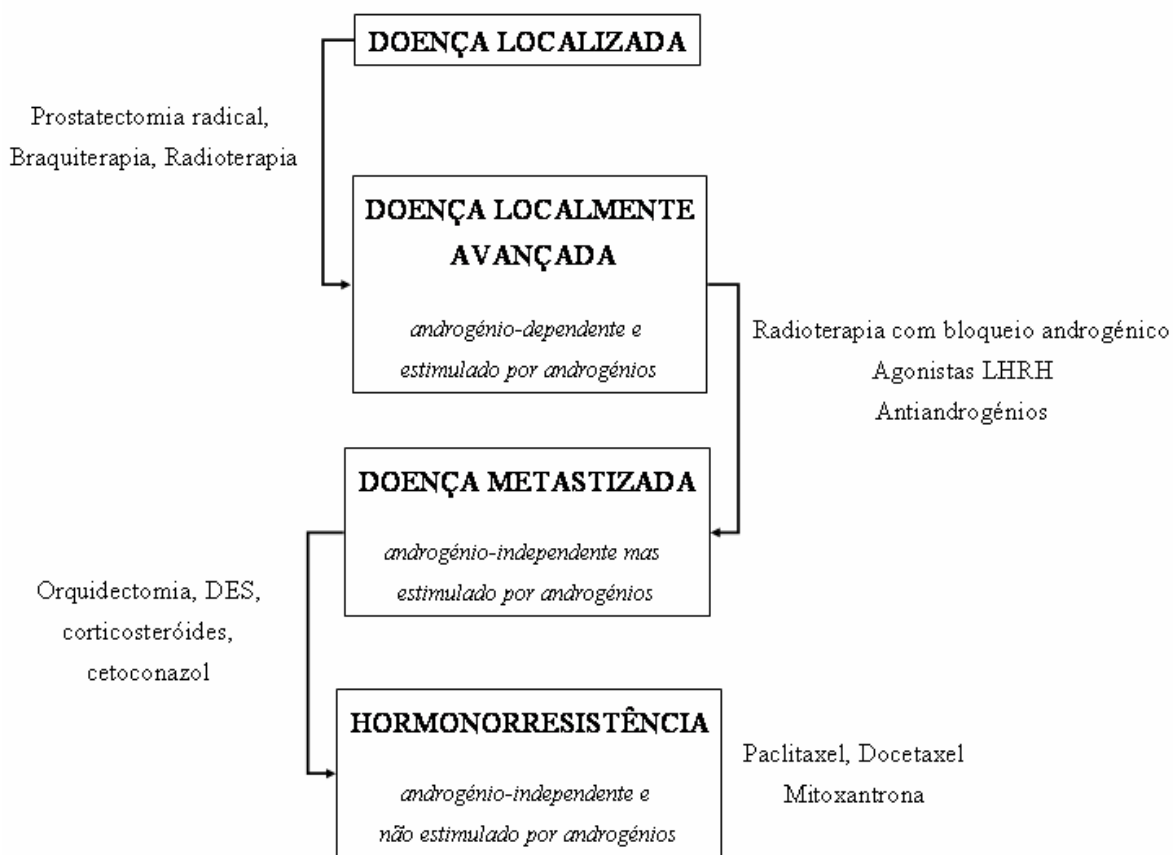 DOENÇA LOCALIZADA
Prostatectomia radical,
Braquiterapia, Radioterapia
DOENÇA LOCALMENTE
AVANÇADA
androgénio-dependente e
estimulado por androgénios
Radioterapia com bloqueio androgénico
Agonistas LHRH
Antiandrogénios
DOENÇA METASTIZADA
androgénio-independente mas
estimulado por androgénios
Orquidectomia, DES,
corticosteróides,
cetoconazol
HORMONORRESISTÊNCIA
androgénio-independente e
não estimulado por androgénios
Paclitaxel, Docetaxel
Mitoxantrona